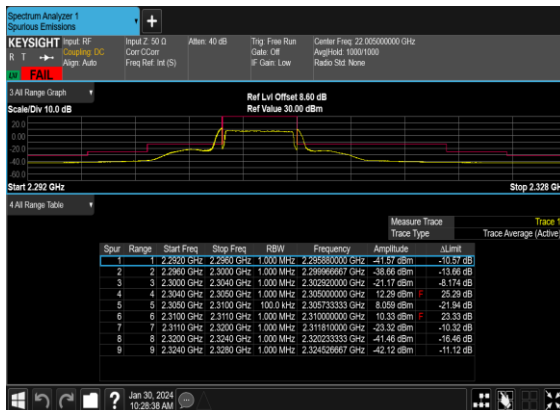 Spectrum Analyzer 1
Spurious Emissions
+
KEYSIGHT
R T
LW
FAIL
Input: RF
Coupling: DC
Align: Auto
Input Z: 50 Ω
Corr CCorr
Freq Ref: Int (S)
Atten: 40 dB
Trig: Free Run
Gate: Off
IF Gain: Low
Center Freq: 22.005000000 GHz
Avg|Hold: 1000/1000
Radio Std: None
3 All Range Graph
Scale/Div 10.0 dB
Ref Lvl Offset 8.60 dB
Ref Value 30.00 dBm
20.0
0.00
-20.0
-40.0
-60.0
Start 2.292 GHz
Stop 2.328 GH
4 All Range Table
Measure Trace Trace 1
Trace Type Trace Average (Active)
Spur Range Start Freq Stop Freq RBW Frequency Amplitude ΔLimit
1 1 2.2920 GHz 2.2960 GHz 1.000 MHz 2.295880000 GHz -41.57 dBm -10.57 dB
2 2 2.2960 GHz 2.3000 GHz 1.000 MHz 2.299966667 GHz -38.66 dBm -13.66 dB
3 3 2.3000 GHz 2.3040 GHz 1.000 MHz 2.302920000 GHz -21.17 dBm -8.174 dB
4 4 2.3040 GHz 2.3050 GHz 1.000 MHz 2.305000000 GHz 12.29 dBm F 25.29 dB
5 5 2.3050 GHz 2.3100 GHz 100.0 kHz 2.305733333 GHz 8.059 dBm -21.94 dB
6 6 2.3100 GHz 2.3110 GHz 1.000 MHz 2.310000000 GHz 10.33 dBm F 23.33 dB
7 7 2.3110 GHz 2.3200 GHz 1.000 MHz 2.311810000 GHz -23.32 dBm -10.32 dB
8 8 2.3200 GHz 2.3240 GHz 1.000 MHz 2.320233333 GHz -41.46 dBm -16.46 dB
9 9 2.3240 GHz 2.3280 GHz 1.000 MHz 2.324526667 GHz -42.12 dBm -11.12 dB
?
Jan 30, 2024
10:28:38 AM